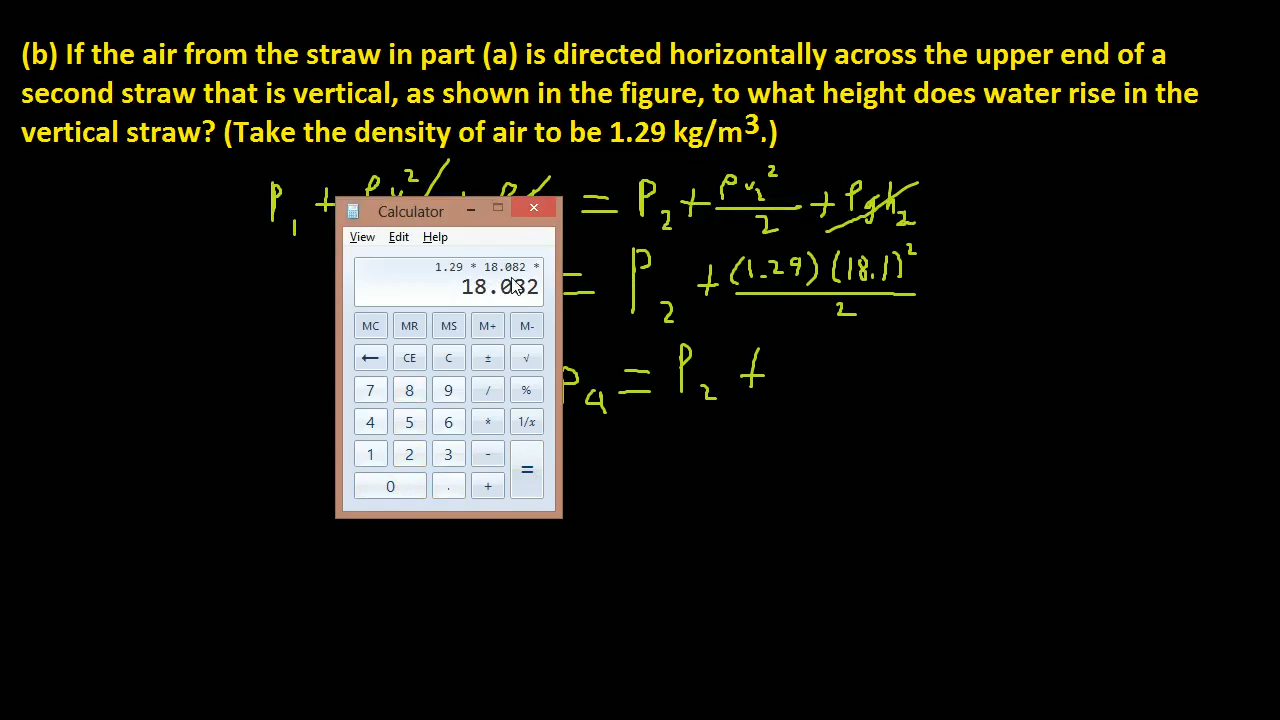 (b) If the air from the straw in part (a) is directed horizontally across the upper end of a
second straw that is vertical, as shown in the figure, to what height does water rise in the
vertical straw? (Take the density of air to be 1.29 kg/m³.)
P₁ + = P₂ + ρv₂²/2 + ρgh₂
Calculator
View Edit Help
1.29 * 18.082 *
18.032
= P₂ + (1.29)(18.1)²/2
MC MR MS M+ M-
← CE C ± √
Pₐ = P₂ +
7 8 9 / %
4 5 6 * 1/x
1 2 3 - =
0 . +